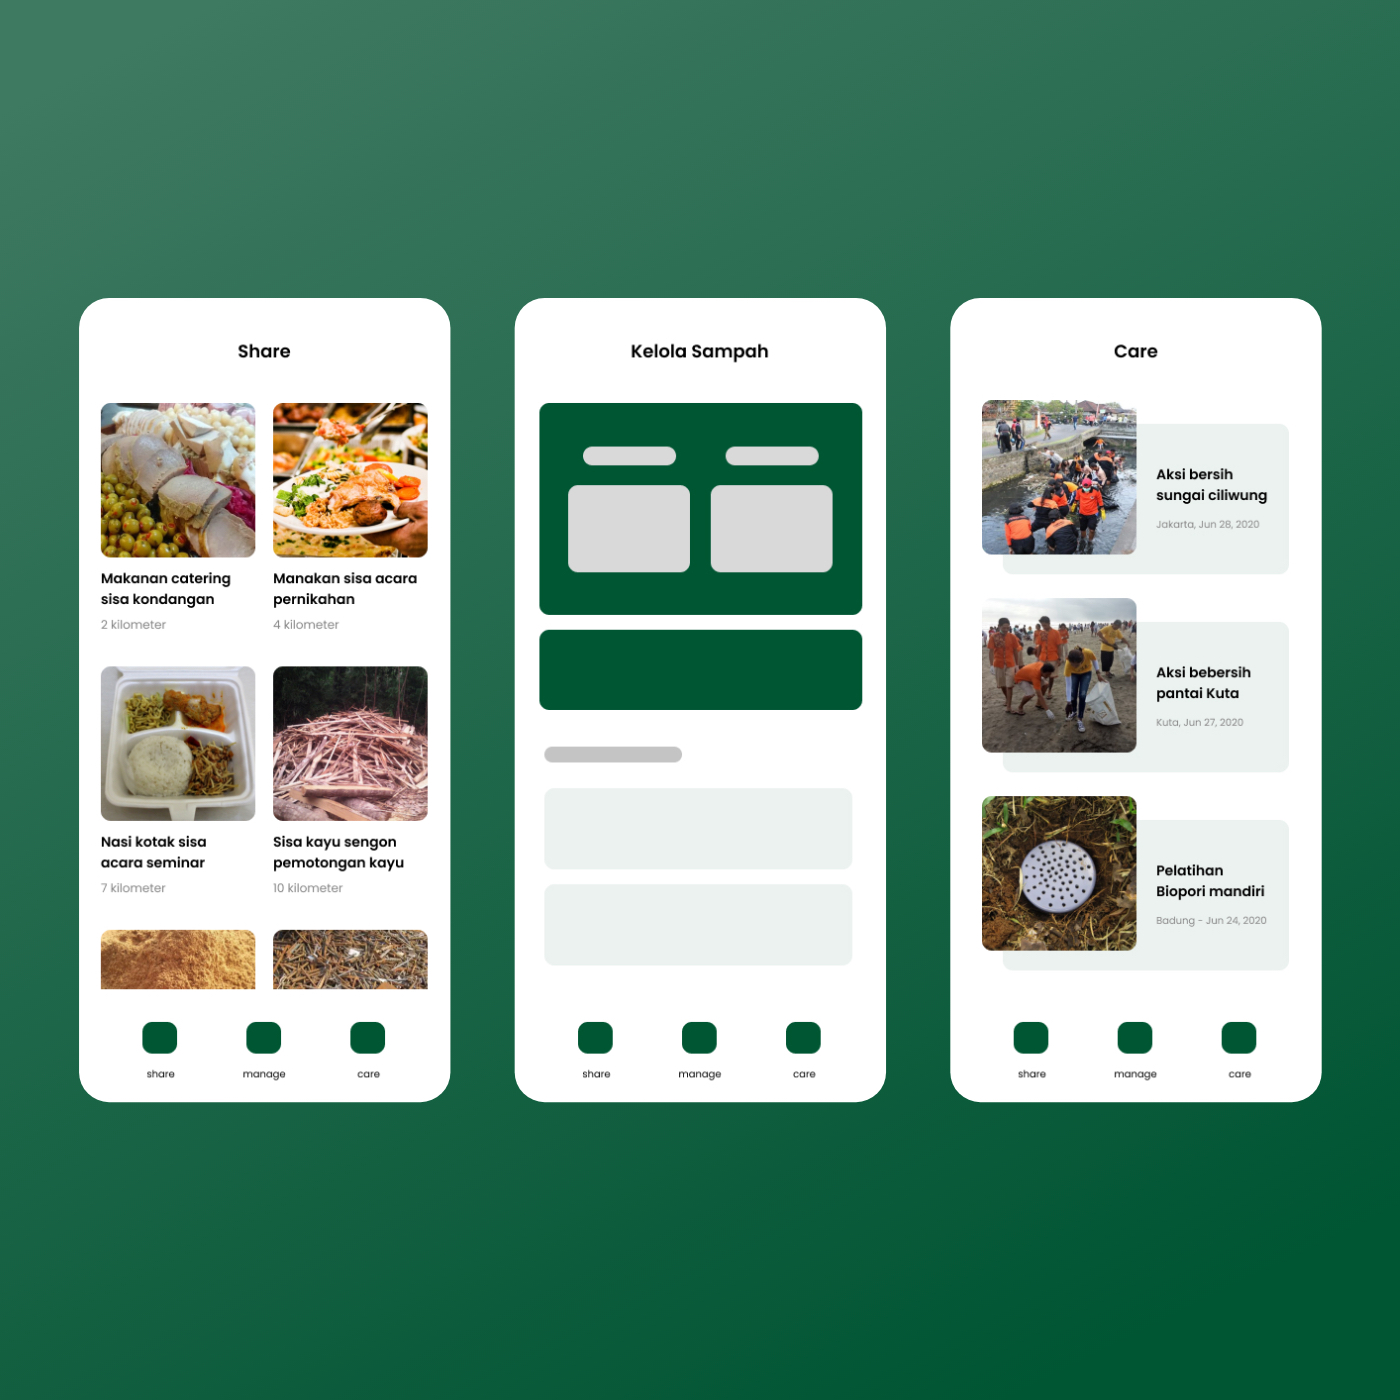 Share
Makanan catering
sisa kondangan
2 kilometer
Manakan sisa acara
pernikahan
4 kilometer
Nasi kotak sisa
acara seminar
7 kilometer
Sisa kayu sengon
pemotongan kayu
10 kilometer
share
manage
care
Kelola Sampah
share
manage
care
Care
Aksi bersih
sungai ciliwung
Jakarta, Jun 28, 2020
Aksi bebersih
pantai Kuta
Kuta, Jun 27, 2020
Pelatihan
Biopori mandiri
Badung - Jun 24, 2020
share
manage
care